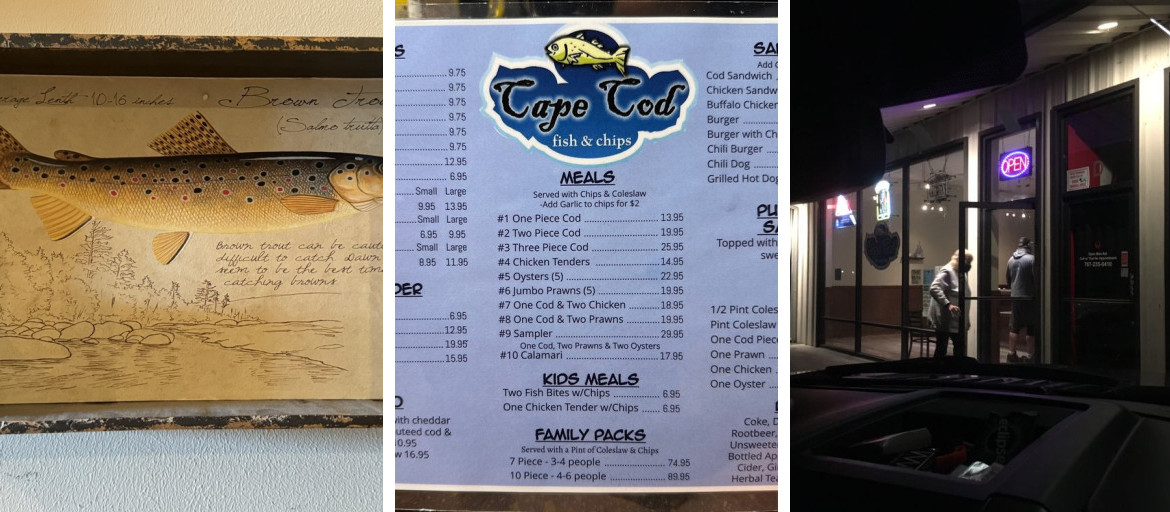 10-16 inches
Brown
(Salmo trutta
Brown trout can be
difficult to catch. Dawn
seem to be the best
catching browns.
9.75
9.75
9.75
9.75
9.75
9.75
12.95
6.95
Small Large
9.95 13.95
Small Large
6.95 9.95
Small Large
8.95 11.95
6.95
12.95
19.95
15.95
with cheddar
cod &
16.95
Cape Cod
fish & chips
MEALS
Served with Chips & Coleslaw
-Add Garlic to chips for $2
#1 One Piece Cod 13.95
#2 Two Piece Cod 19.95
#3 Three Piece Cod 25.95
#4 Chicken Tenders 14.95
#5 Oysters (5) 22.95
#6 Jumbo Prawns (5) 19.95
#7 One Cod & Two Chicken 18.95
#8 One Cod & Two Prawns 19.95
#9 Sampler 29.95
One Cod, Two Prawns & Two Oysters
#10 Calamari 17.95
KIDS MEALS
Two Fish Bites w/Chips 6.95
One Chicken Tender w/Chips 6.95
FAMILY PACKS
Served with a Pint of Coleslaw & Chips
7 Piece - 3-4 people 74.95
10 Piece - 4-6 people 89.95
Cod Sandwich
Chicken
Buffalo Chicken
Burger
Burger with
Chili Burger
Chili Dog
Grilled Hot
Topped with
1/2 Pint
Pint Coleslaw
One Cod
One Prawn
One Chicken
One Oyster
Coke,
Rootbeer,
Bottled
Cider,
Herbal
OPEN